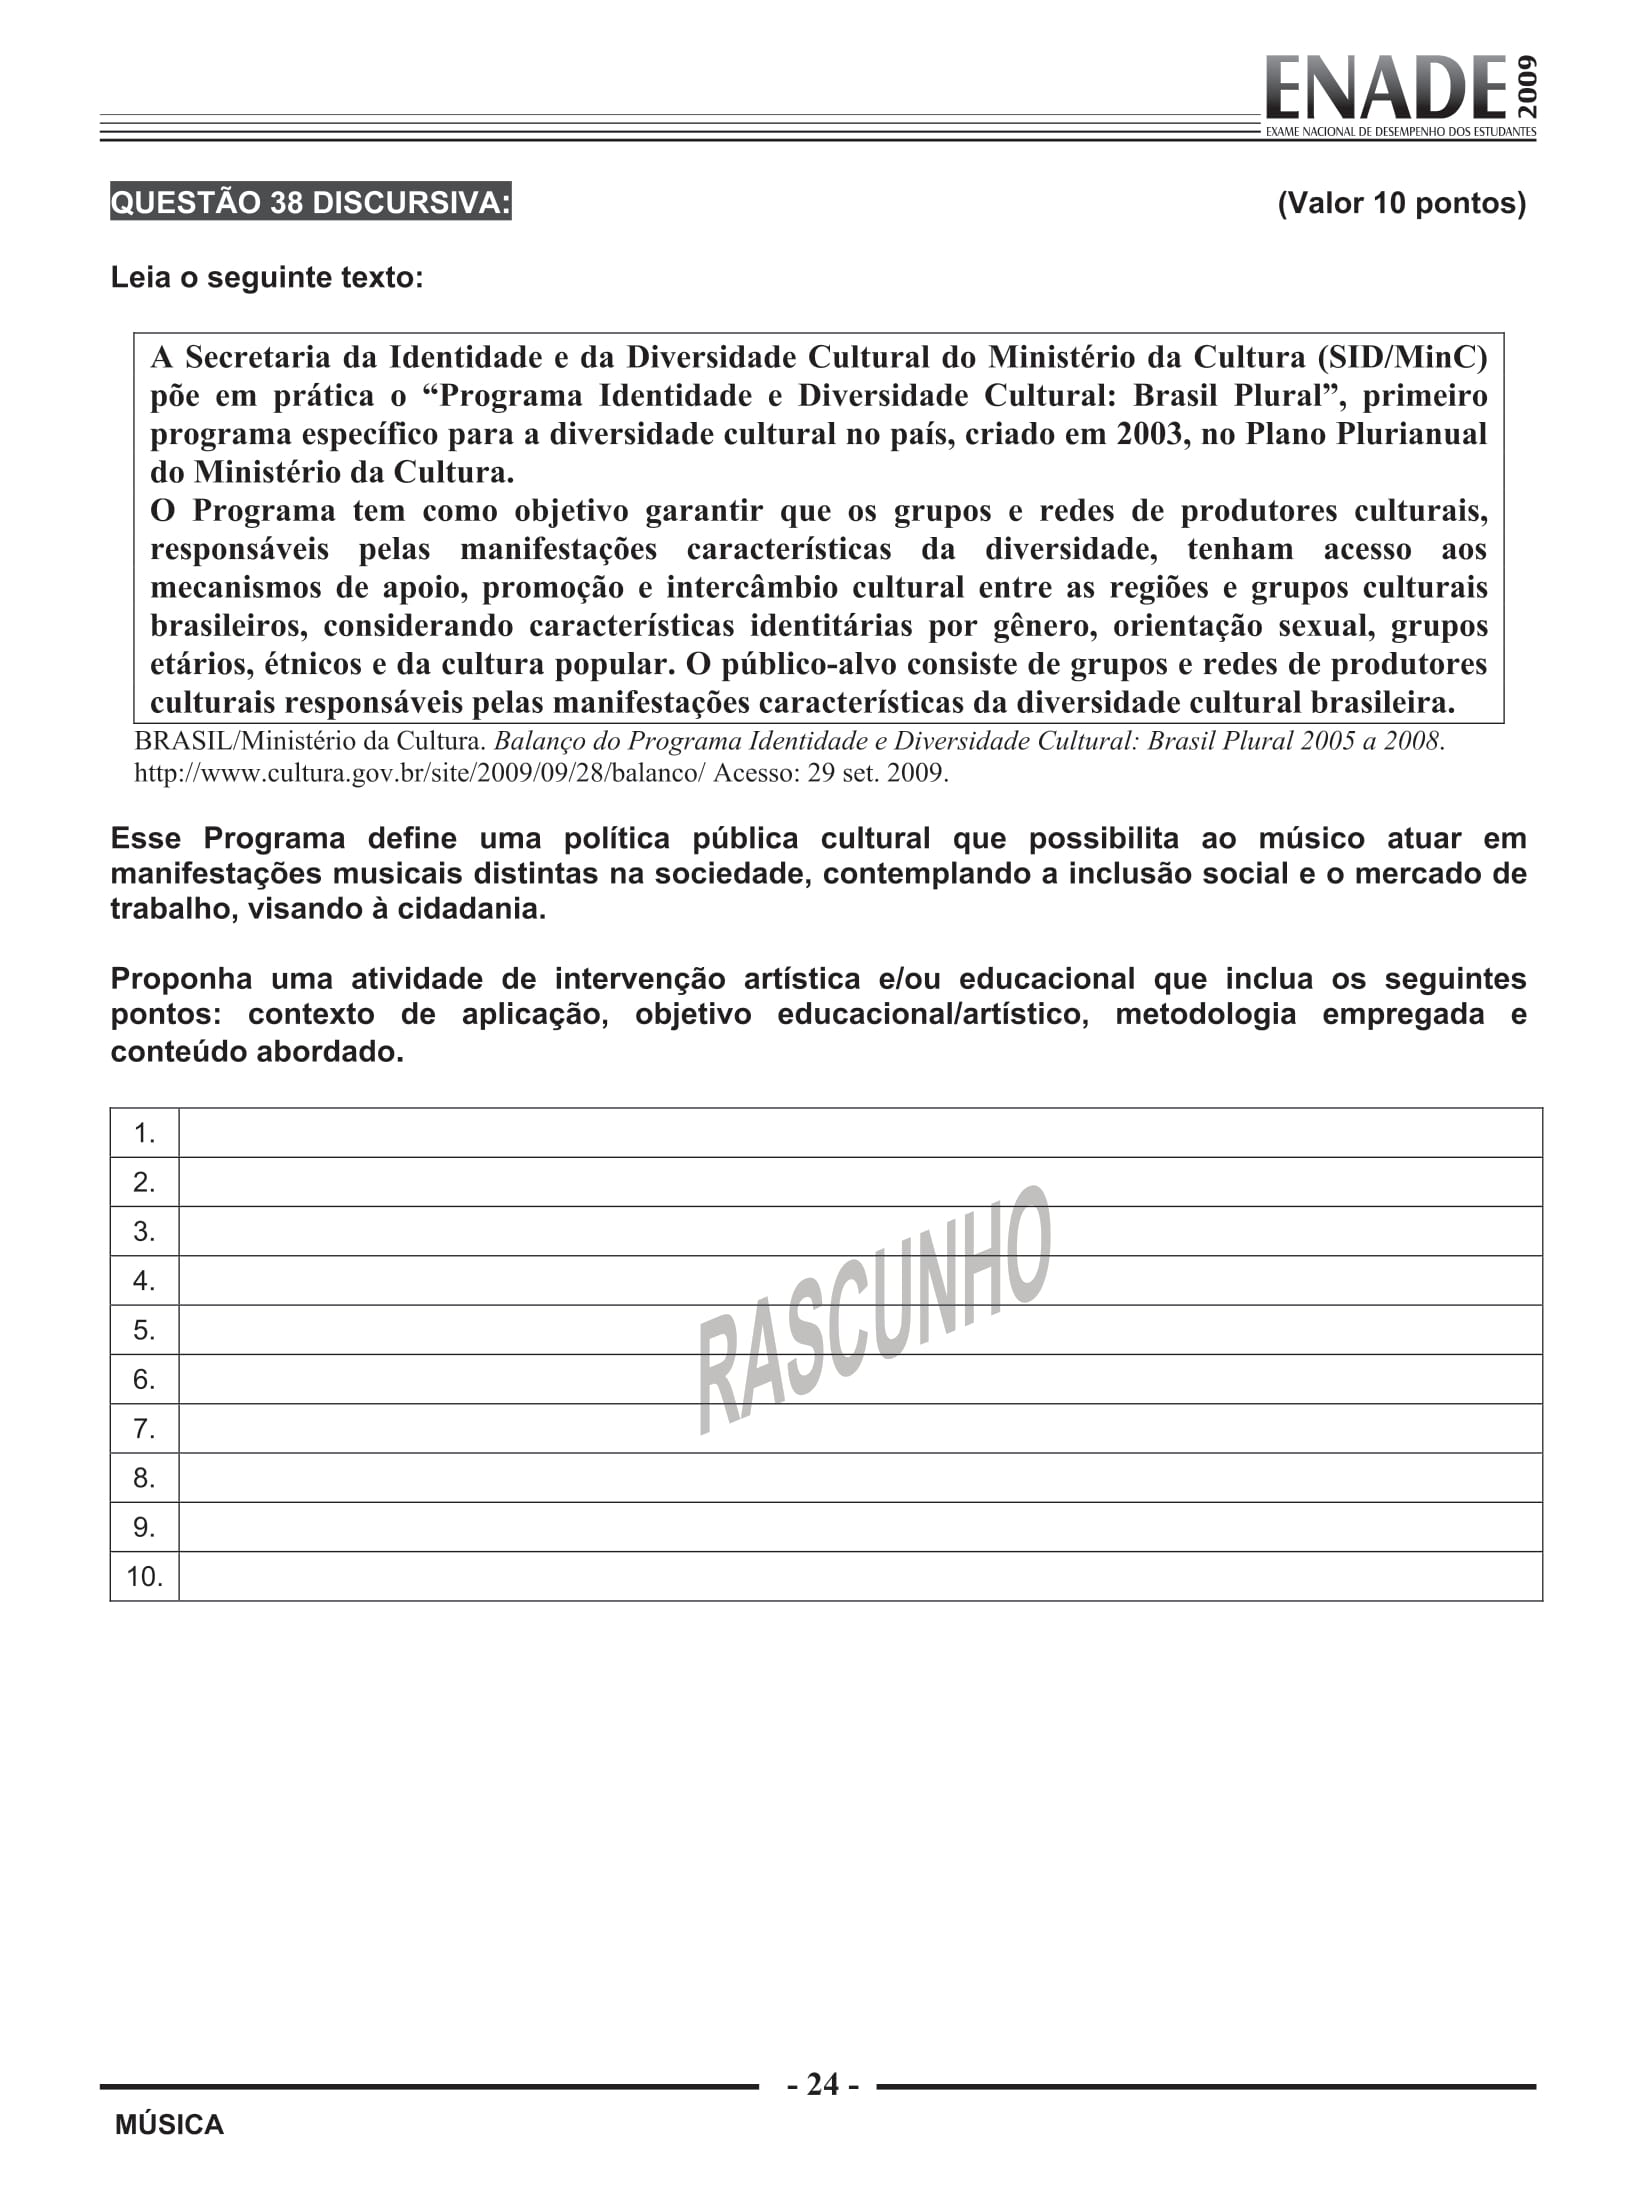 ENADE 2009
EXAME NACIONAL DE DESEMPENHO DOS ESTUDANTES
QUESTÃO 38 DISCURSIVA: (Valor 10 pontos)
Leia o seguinte texto:
A Secretaria da Identidade e da Diversidade Cultural do Ministério da Cultura (SID/MinC)
põe em prática o “Programa Identidade e Diversidade Cultural: Brasil Plural”, primeiro
programa específico para a diversidade cultural no país, criado em 2003, no Plano Plurianual
do Ministério da Cultura.
O Programa tem como objetivo garantir que os grupos e redes de produtores culturais,
responsáveis pelas manifestações características da diversidade, tenham acesso aos
mecanismos de apoio, promoção e intercâmbio cultural entre as regiões e grupos culturais
brasileiros, considerando características identitárias por gênero, orientação sexual, grupos
etários, étnicos e da cultura popular. O público-alvo consiste de grupos e redes de produtores
culturais responsáveis pelas manifestações características da diversidade cultural brasileira.
BRASIL/Ministério da Cultura. Balanço do Programa Identidade e Diversidade Cultural: Brasil Plural 2005 a 2008.
http://www.cultura.gov.br/site/2009/09/28/balanco/ Acesso: 29 set. 2009.
Esse Programa define uma política pública cultural que possibilita ao músico atuar em
manifestações musicais distintas na sociedade, contemplando a inclusão social e o mercado de
trabalho, visando à cidadania.
Proponha uma atividade de intervenção artística e/ou educacional que inclua os seguintes
pontos: contexto de aplicação, objetivo educacional/artístico, metodologia empregada e
conteúdo abordado.
1.
2.
3.
4.
5.
6.
7.
8.
9.
10.
RASCUNHO
- 24 -
MÚSICA